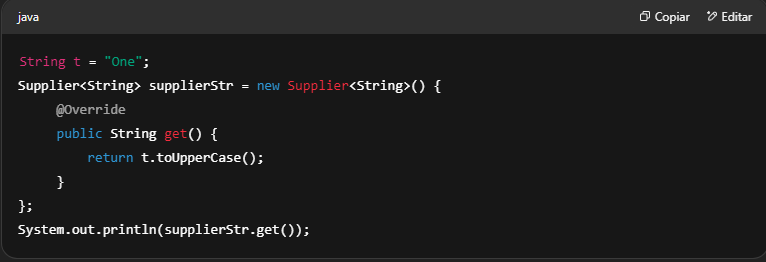 java Copiar Editar
String t = "One";
Supplier<String> supplierStr = new Supplier<String>() {
@Override
public String get() {
return t.toUpperCase();
}
};
System.out.println(supplierStr.get());